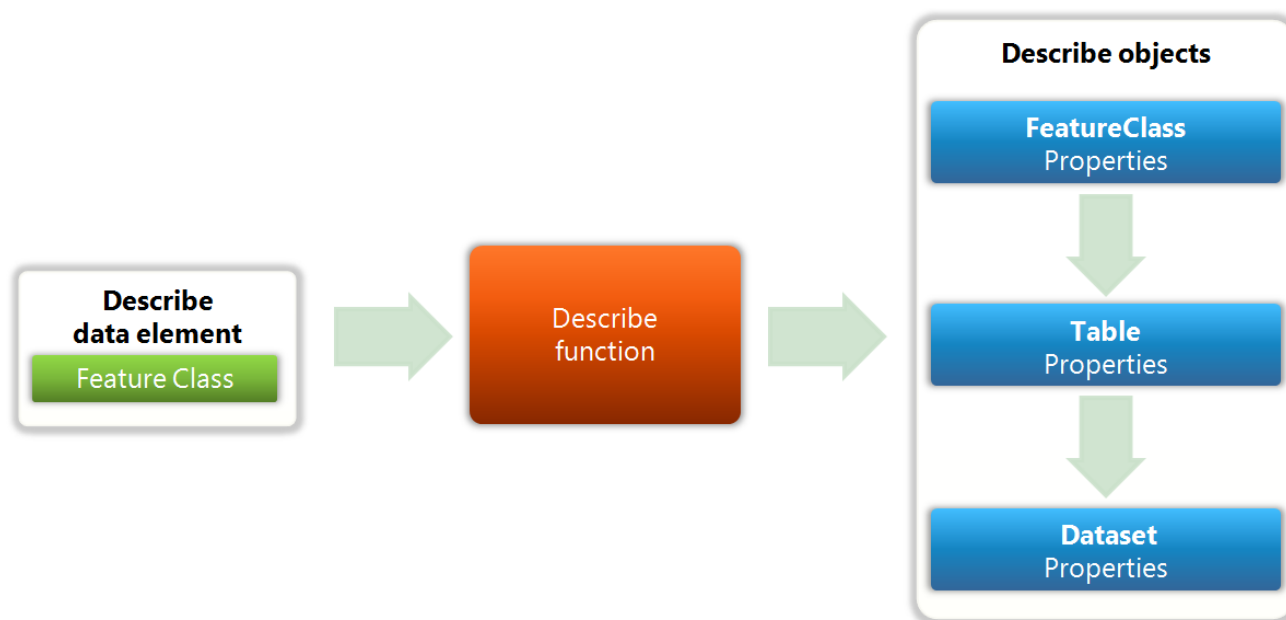 Describe
data element
Feature Class
Describe
function
Describe objects
FeatureClass
Properties
Table
Properties
Dataset
Properties